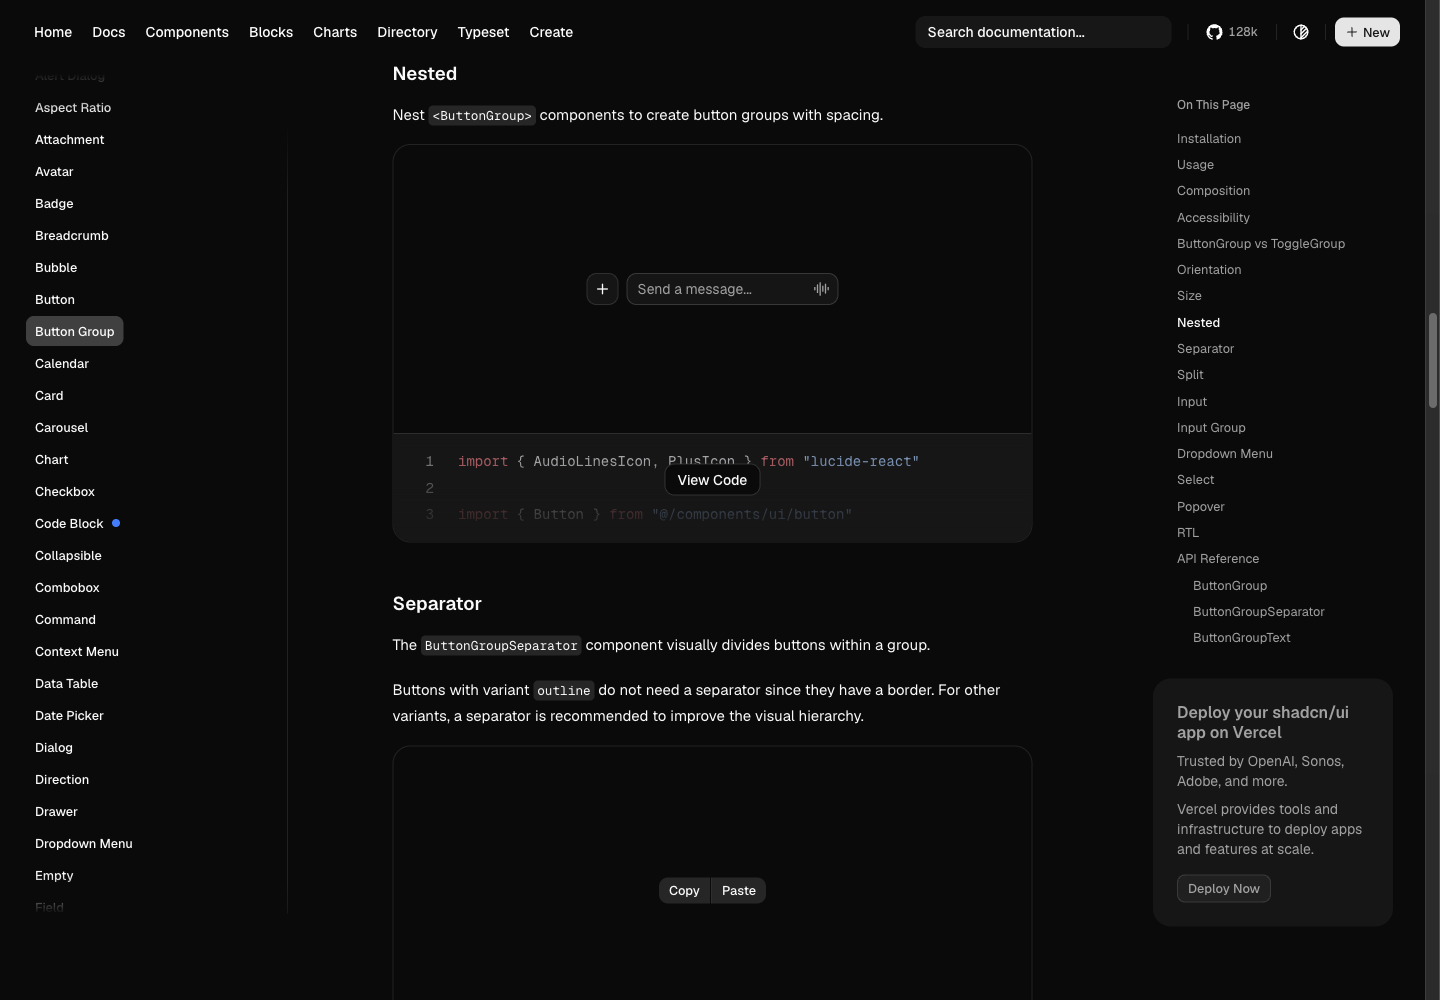 Home Docs Components Blocks Charts Directory Typeset Create
Search documentation...
128k
New
Alert Dialog
Aspect Ratio
Attachment
Avatar
Badge
Breadcrumb
Bubble
Button
Button Group
Calendar
Card
Carousel
Chart
Checkbox
Code Block
Collapsible
Combobox
Command
Context Menu
Data Table
Date Picker
Dialog
Direction
Drawer
Dropdown Menu
Empty
Field
Nested
Nest <ButtonGroup> components to create button groups with spacing.
Send a message...
1 import { AudioLinesIcon, PlusIcon } from "lucide-react"
2
View Code
3 import { Button } from "@/components/ui/button"
Separator
The ButtonGroupSeparator component visually divides buttons within a group.
Buttons with variant outline do not need a separator since they have a border. For other
variants, a separator is recommended to improve the visual hierarchy.
Copy Paste
On This Page
Installation
Usage
Composition
Accessibility
ButtonGroup vs ToggleGroup
Orientation
Size
Nested
Separator
Split
Input
Input Group
Dropdown Menu
Select
Popover
RTL
API Reference
ButtonGroup
ButtonGroupSeparator
ButtonGroupText
Deploy your shadcn/ui
app on Vercel
Trusted by OpenAI, Sonos,
Adobe, and more.
Vercel provides tools and
infrastructure to deploy apps
and features at scale.
Deploy Now